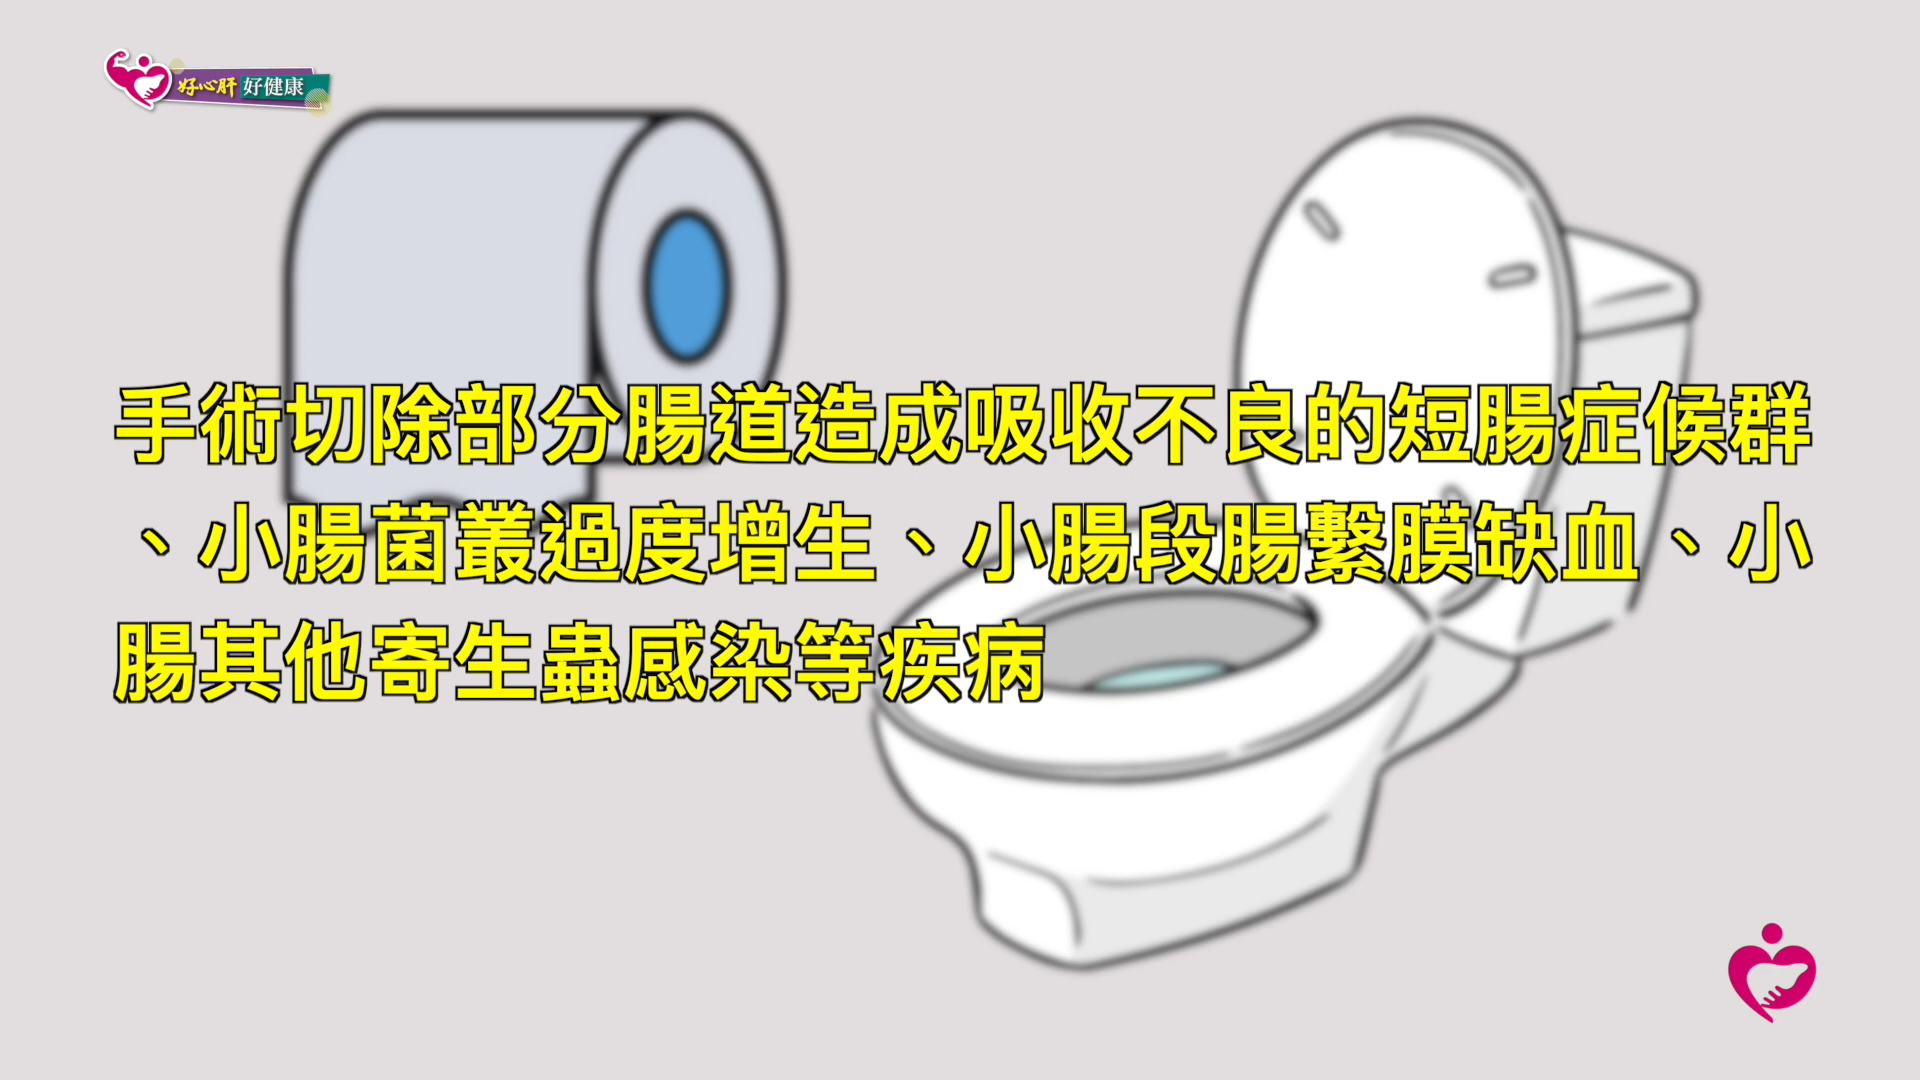 好心肝 好健康
手術切除部分腸道造成吸收不良的短腸症候群
、小腸菌叢過度增生、小腸段腸繫膜缺血、小
腸其他寄生蟲感染等疾病